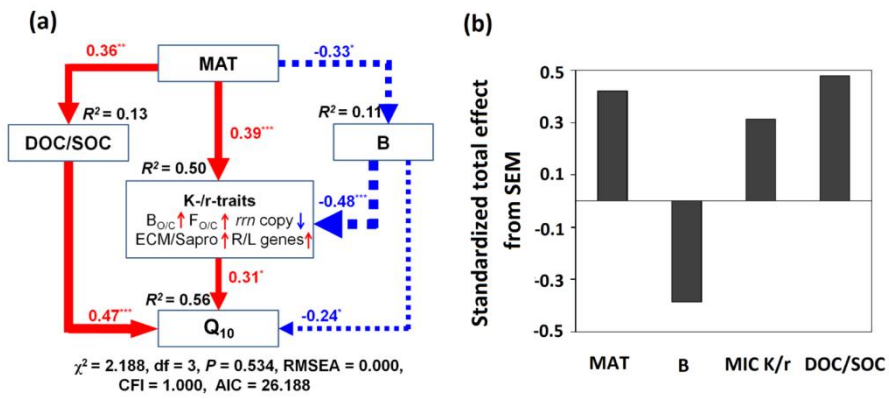 (a)
MAT
0.36**
-0.33*
R² = 0.13
R² = 0.11
DOC/SOC
B
0.39***
R² = 0.50
K-/r-traits
B_O/C ↑ F_O/C ↑ rrn copy ↓
ECM/Sapro ↑ R/L genes ↑
-0.48***
0.31*
R² = 0.56
0.47***
-0.24*
Q₁₀
χ² = 2.188, df = 3, P = 0.534, RMSEA = 0.000,
CFI = 1.000, AIC = 26.188
(b)
Standardized total effect
from SEM
0.5
0.3
0.1
-0.1
-0.3
-0.5
MAT B MIC K/r DOC/SOC